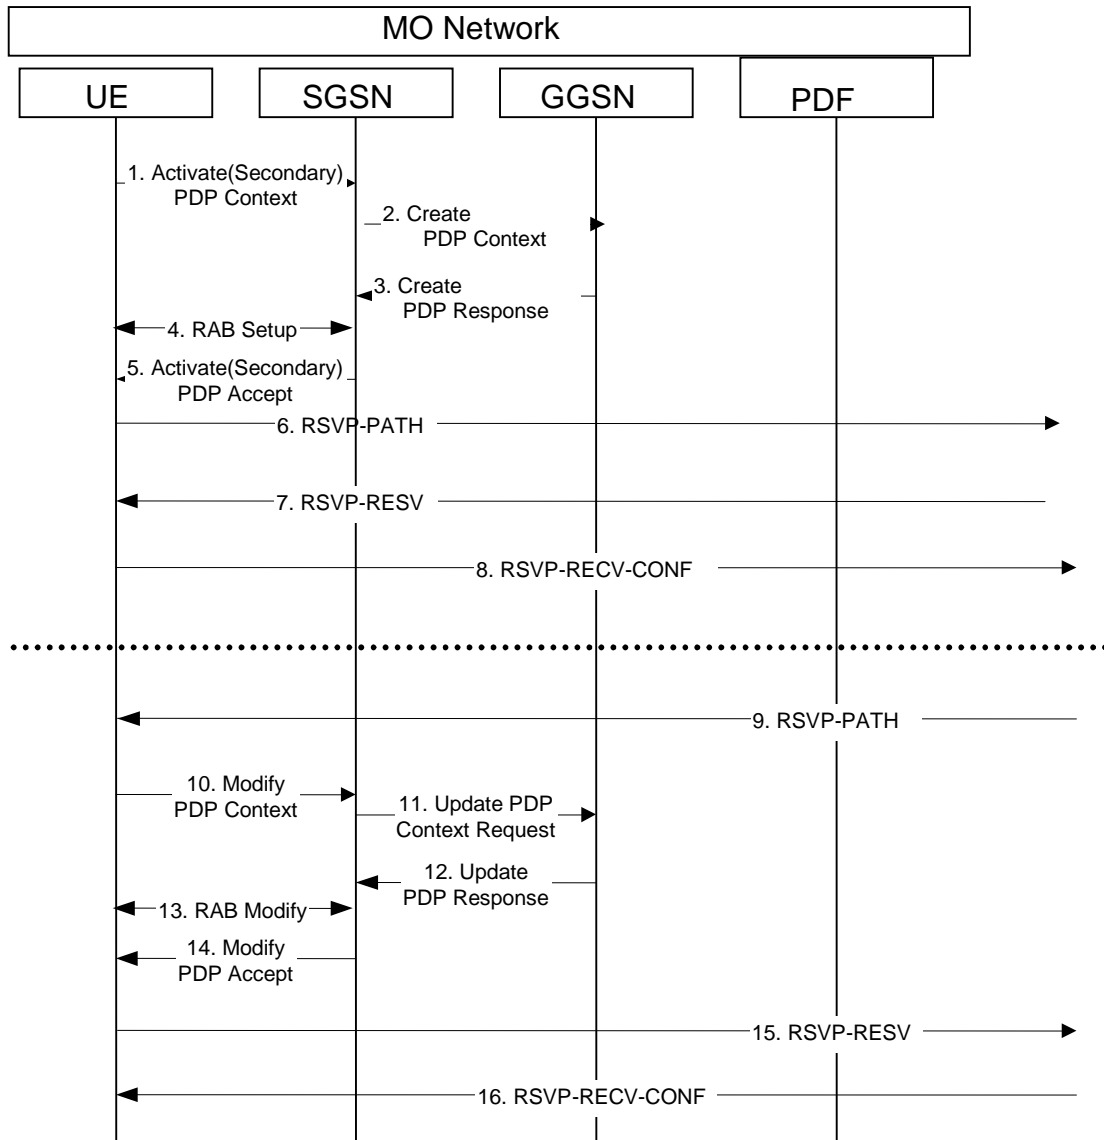 MO Network
UE
SGSN
GGSN
PDF
1. Activate(Secondary)
PDP Context
2. Create
PDP Context
3. Create
PDP Response
4. RAB Setup
5. Activate(Secondary)
PDP Accept
6. RSVP-PATH
7. RSVP-RESV
8. RSVP-RECV-CONF
9. RSVP-PATH
10. Modify
PDP Context
11. Update PDP
Context Request
12. Update
PDP Response
13. RAB Modify
14. Modify
PDP Accept
15. RSVP-RESV
16. RSVP-RECV-CONF